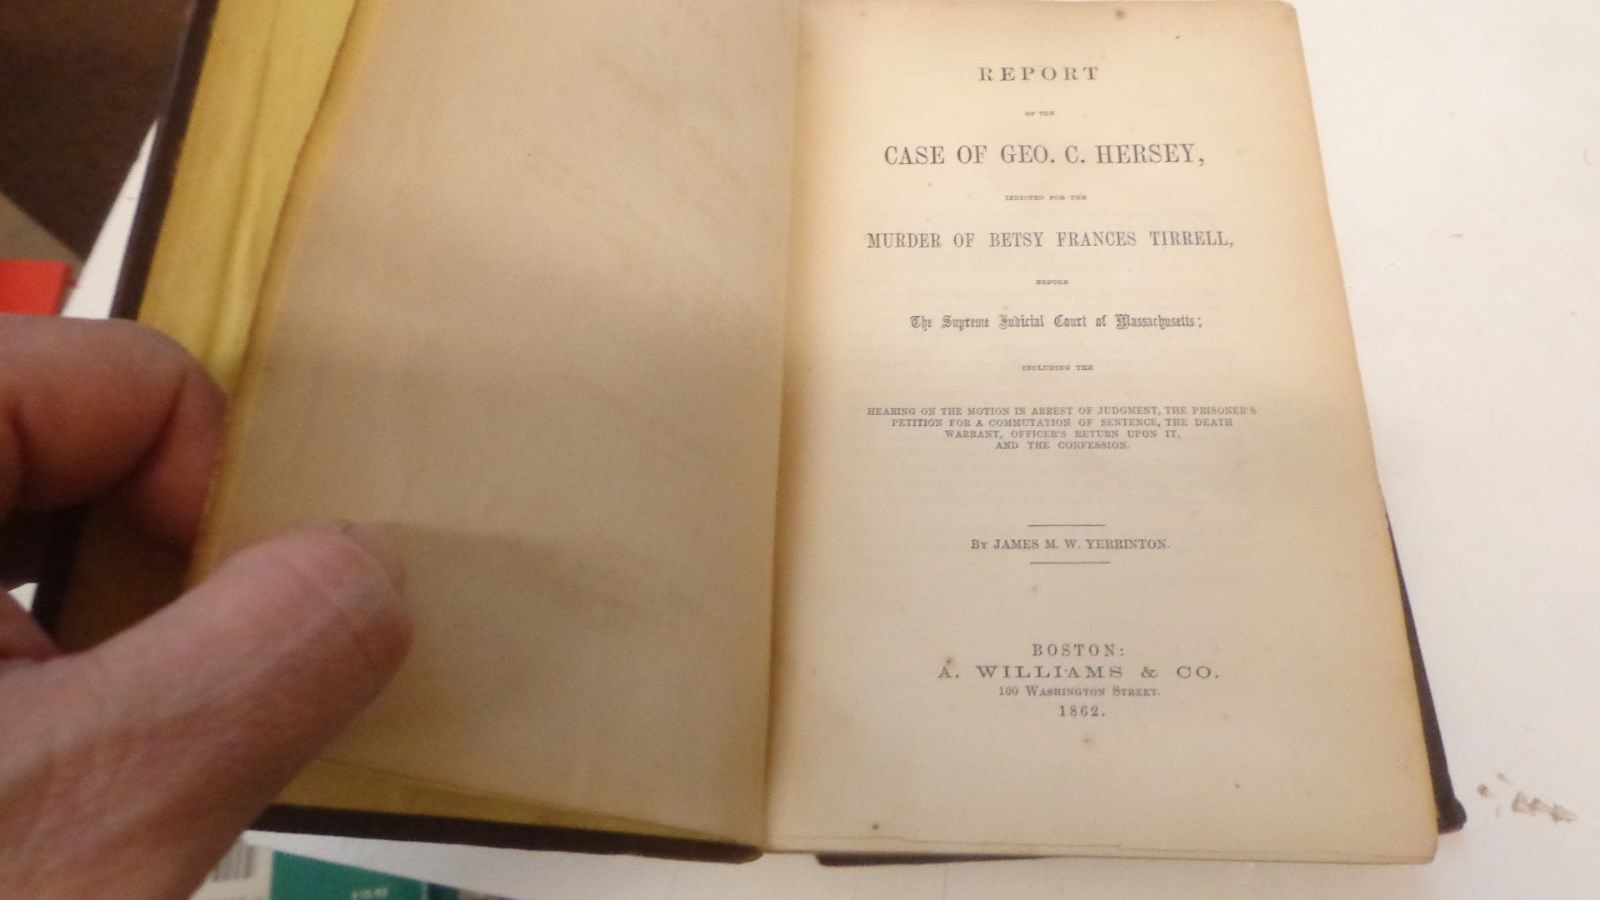 REPORT
OF THE
CASE OF GEO. C. HERSEY,
INDICTED FOR THE
MURDER OF BETSY FRANCES TIRRELL,
BEFORE
The Supreme Judicial Court of Massachusetts;
INCLUDING THE
HEARING ON THE MOTION IN ARREST OF JUDGMENT, THE PRISONER'S
PETITION FOR A COMMUTATION OF SENTENCE, THE DEATH
WARRANT, OFFICER'S RETURN UPON IT,
AND THE CONFESSION.
BY JAMES M. W. YERRINTON.
BOSTON:
A. WILLIAMS & CO.
100 WASHINGTON STREET.
1862.